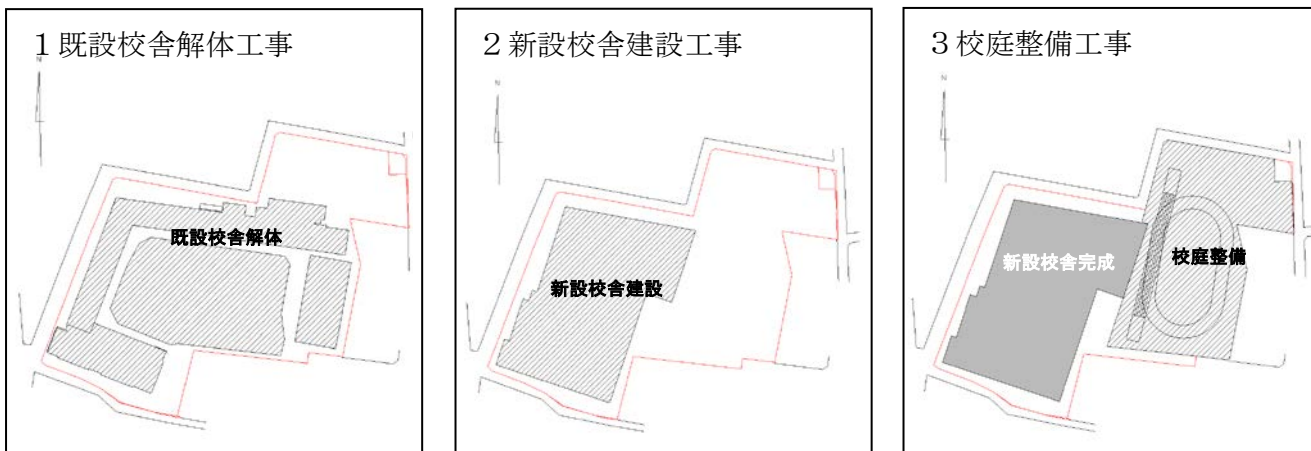 １既設校舎解体工事
N
既設校舎解体
２新設校舎建設工事
N
新設校舎建設
３校庭整備工事
N
新設校舎完成
校庭整備